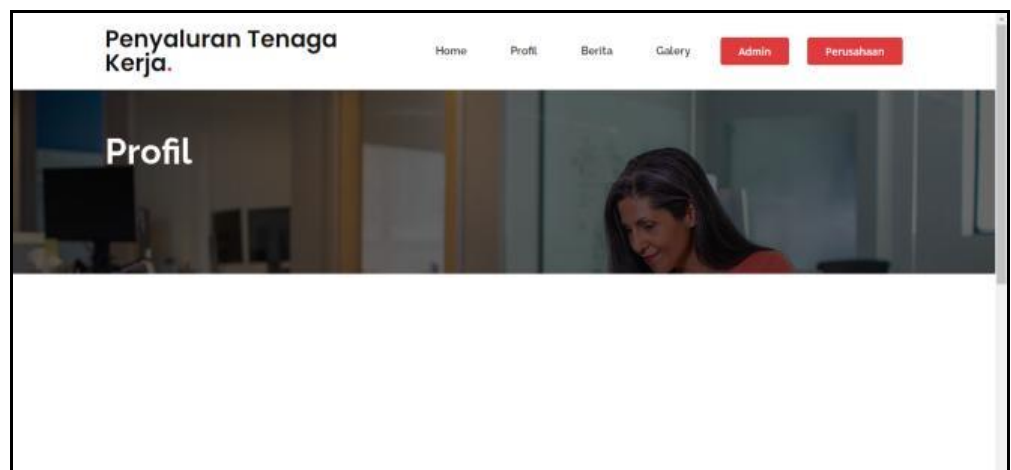 Penyaluran Tenaga
Kerja.
Home Profil Berita Galery Admin Perusahaan
Profil